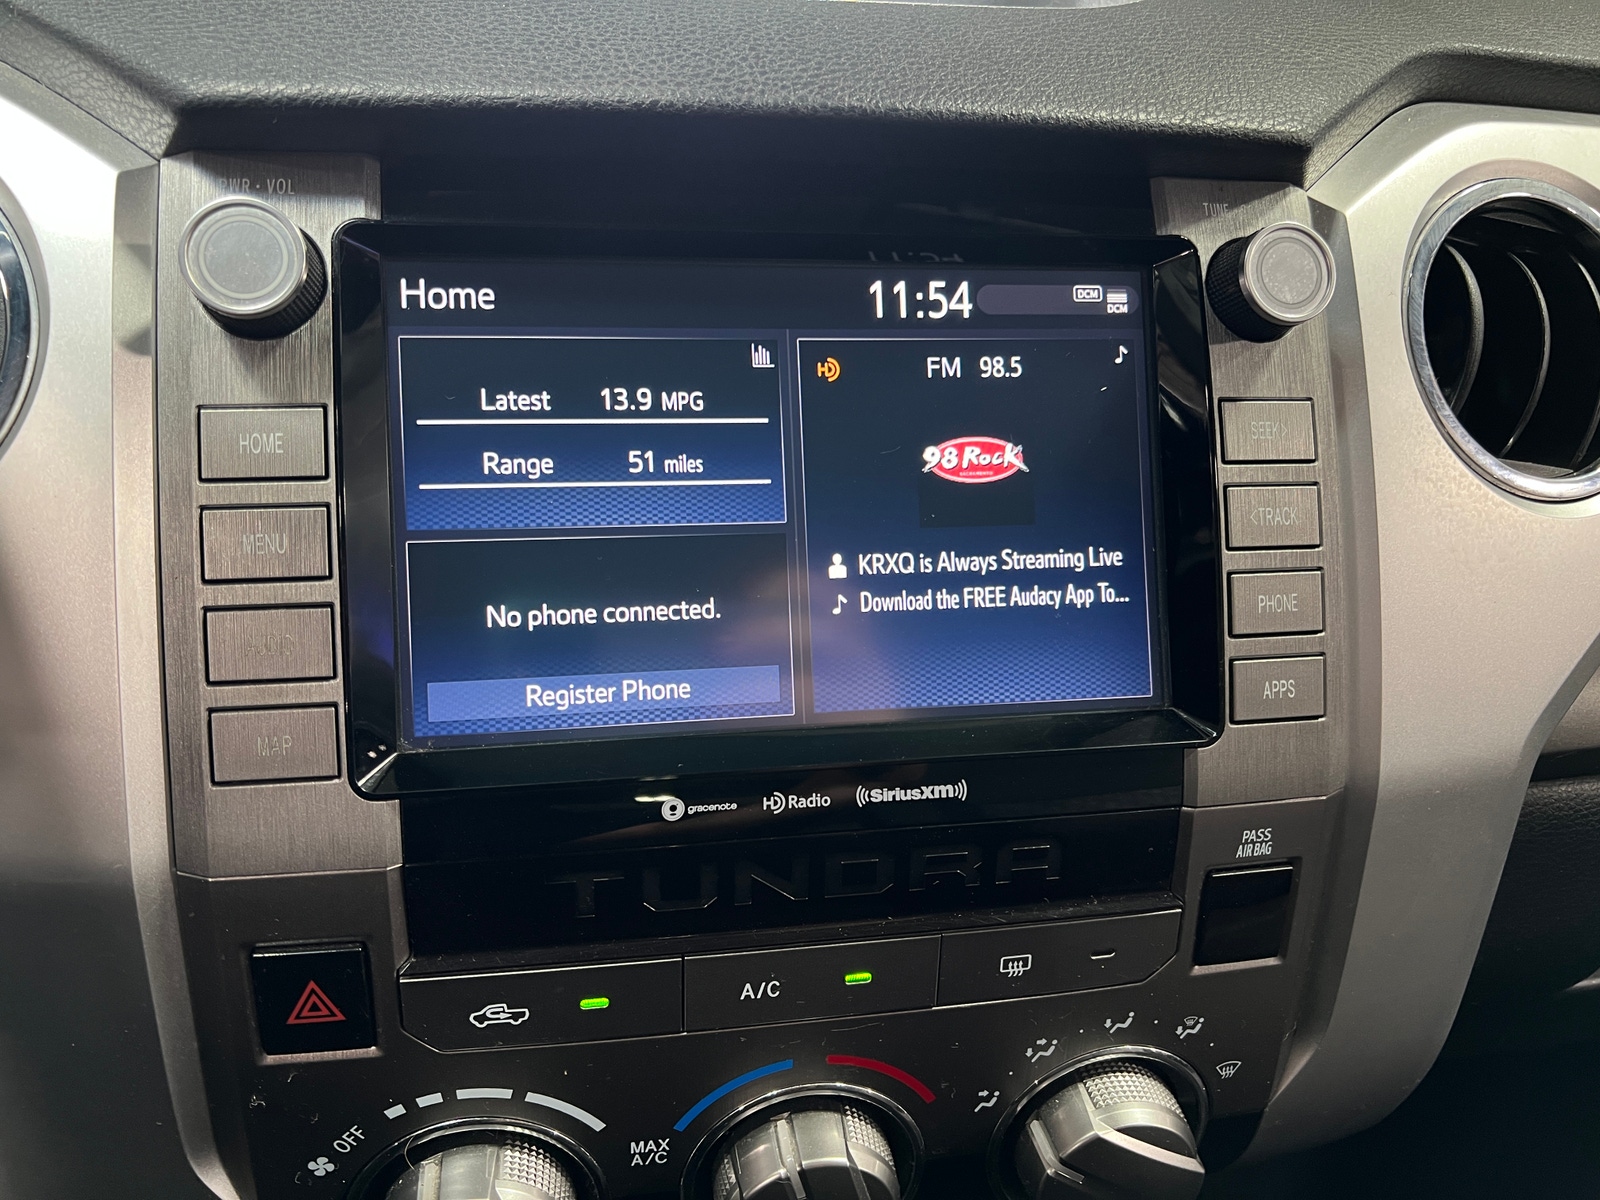 PWR · VOL
TUNE
Home
11:54
DCM
DCM
Latest 13.9 MPG
Range 51 miles
No phone connected.
Register Phone
HD
FM 98.5
98 Rock
KRXQ is Always Streaming Live
Download the FREE Audacy App To...
HOME
MENU
AUDIO
MAP
SEEK>
<TRACK
PHONE
APPS
gracenote
HD Radio
((SiriusXM))
TUNDRA
PASS
AIR BAG
A/C
OFF
MAX
A/C